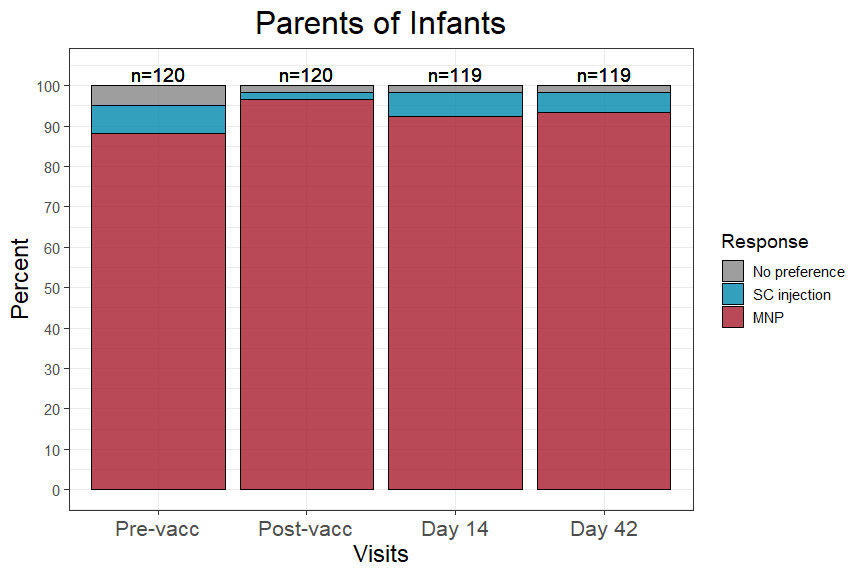 Parents of Infants
n=120 n=120 n=119 n=119
100
90
80
70
60
50
40
30
20
10
0
Percent
Pre-vacc Post-vacc Day 14 Day 42
Visits
Response
No preference
SC injection
MNP